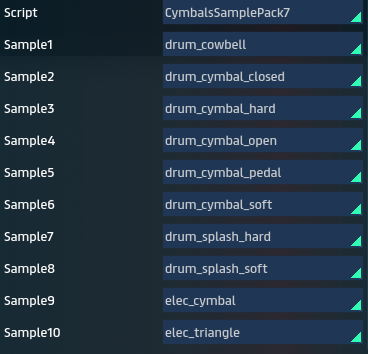 Script CymbalsSamplePack7
Sample1 drum_cowbell
Sample2 drum_cymbal_closed
Sample3 drum_cymbal_hard
Sample4 drum_cymbal_open
Sample5 drum_cymbal_pedal
Sample6 drum_cymbal_soft
Sample7 drum_splash_hard
Sample8 drum_splash_soft
Sample9 elec_cymbal
Sample10 elec_triangle